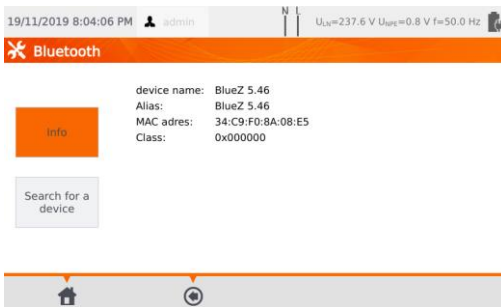 19/11/2019 8:04:06 PM admin N L ULN=237.6 V UNPE=0.8 V f=50.0 Hz
Bluetooth
device name: BlueZ 5.46
Alias: BlueZ 5.46
MAC adres: 34:C9:F0:8A:08:E5
Class: 0x000000
Info
Search for a
device